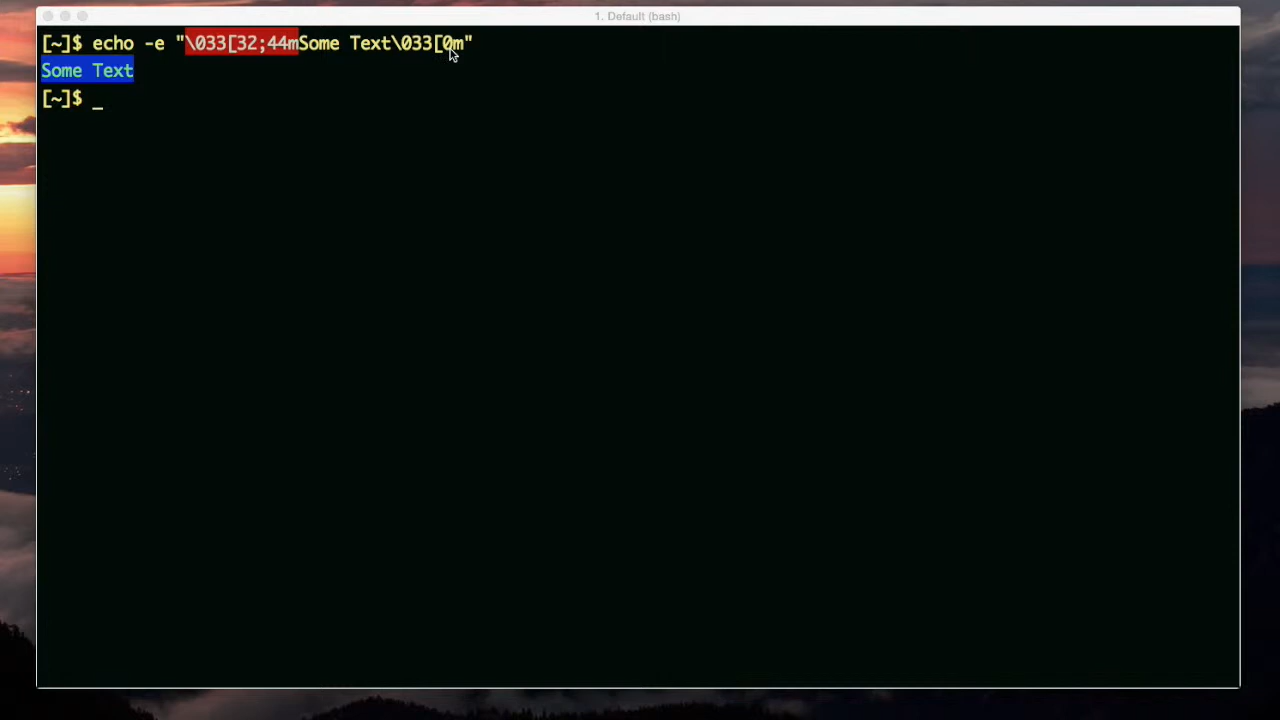 1. Default (bash)
[~]$ echo -e "\033[32;44mSome Text\033[0m"
Some Text
[~]$ _